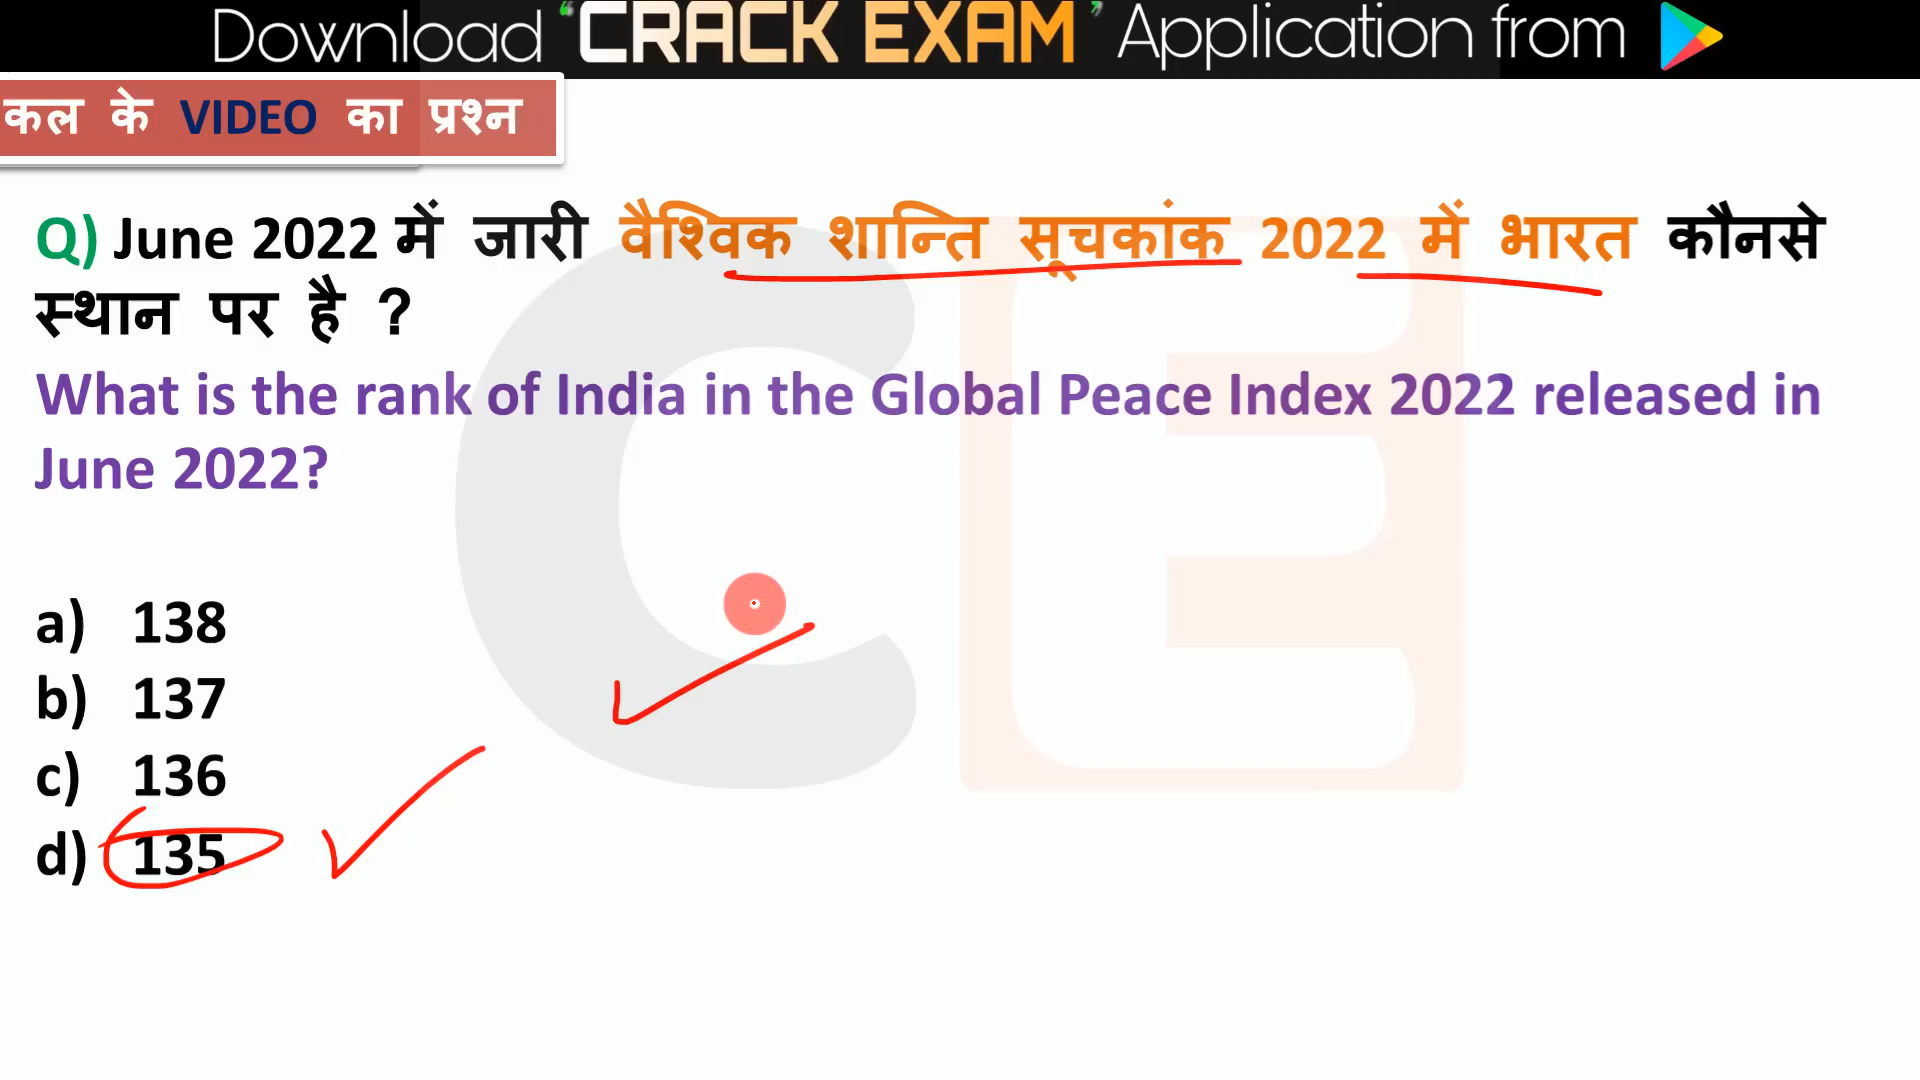 Download 'CRACK EXAM' Application from
कल के VIDEO का प्रश्न
Q) June 2022 में जारी वैश्विक शान्ति सूचकांक 2022 में भारत कौनसे
स्थान पर है ?
What is the rank of India in the Global Peace Index 2022 released in
June 2022?
a) 138
b) 137
c) 136
d) 135
CE